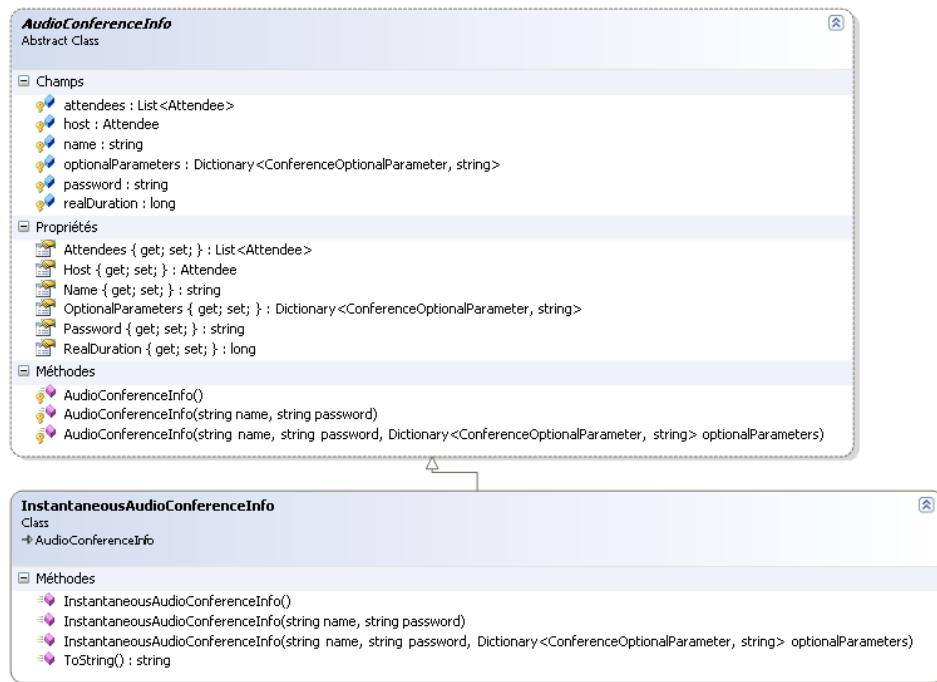 AudioConferenceInfo
Abstract Class
Champs
attendees : List<Attendee>
host : Attendee
name : string
optionalParameters : Dictionary<ConferenceOptionalParameter, string>
password : string
realDuration : long
Propriétés
Attendees { get; set; } : List<Attendee>
Host { get; set; } : Attendee
Name { get; set; } : string
OptionalParameters { get; set; } : Dictionary<ConferenceOptionalParameter, string>
Password { get; set; } : string
RealDuration { get; set; } : long
Méthodes
AudioConferenceInfo()
AudioConferenceInfo(string name, string password)
AudioConferenceInfo(string name, string password, Dictionary<ConferenceOptionalParameter, string> optionalParameters)
InstantaneousAudioConferenceInfo
Class
AudioConferenceInfo
Méthodes
InstantaneousAudioConferenceInfo()
InstantaneousAudioConferenceInfo(string name, string password)
InstantaneousAudioConferenceInfo(string name, string password, Dictionary<ConferenceOptionalParameter, string> optionalParameters)
ToString() : string